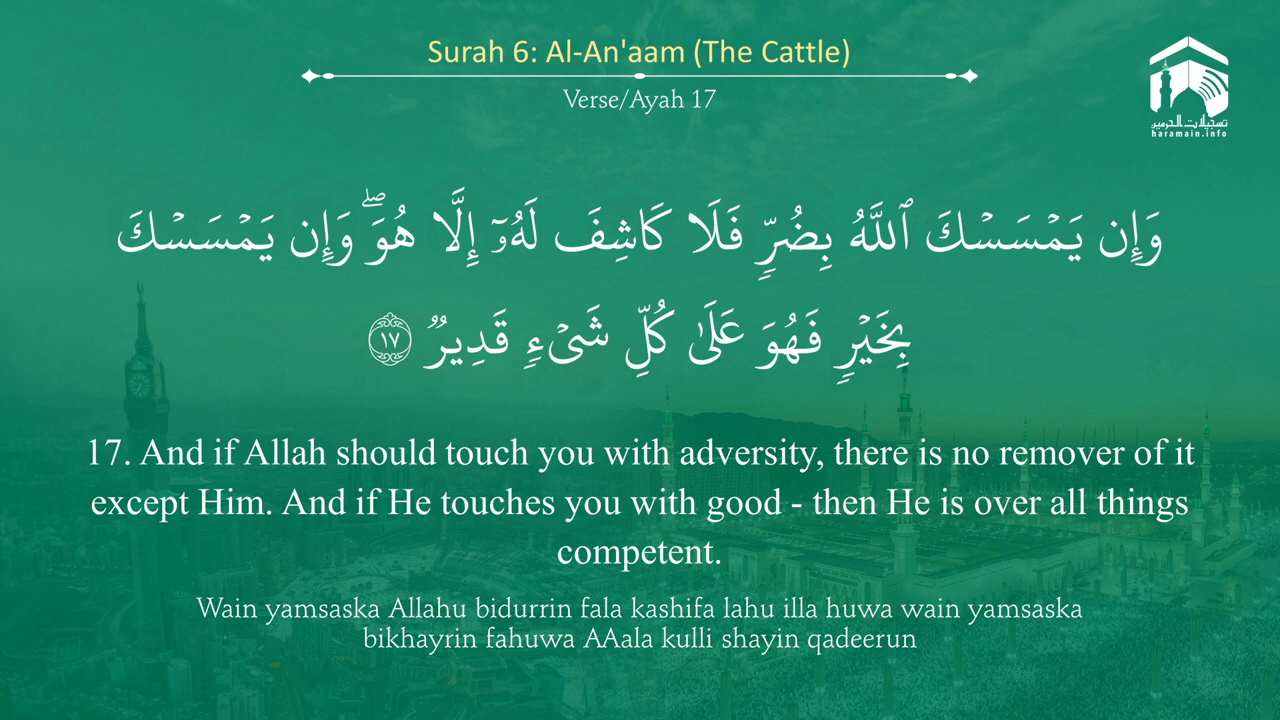 Surah 6: Al-An'aam (The Cattle)
Verse/Ayah 17
تسجيلات الحرمين
haramain.info
وَإِن يَمْسَسْكَ ٱللَّهُ بِضُرٍّۢ فَلَا كَاشِفَ لَهُۥٓ إِلَّا هُوَ ۖ وَإِن يَمْسَسْكَ
بِخَيْرٍۢ فَهُوَ عَلَىٰ كُلِّ شَىْءٍۢ قَدِيرٌۭ ١٧
17. And if Allah should touch you with adversity, there is no remover of it
except Him. And if He touches you with good - then He is over all things
competent.
Wain yamsaska Allahu bidurrin fala kashifa lahu illa huwa wain yamsaska
bikhayrin fahuwa AAala kulli shayin qadeerun